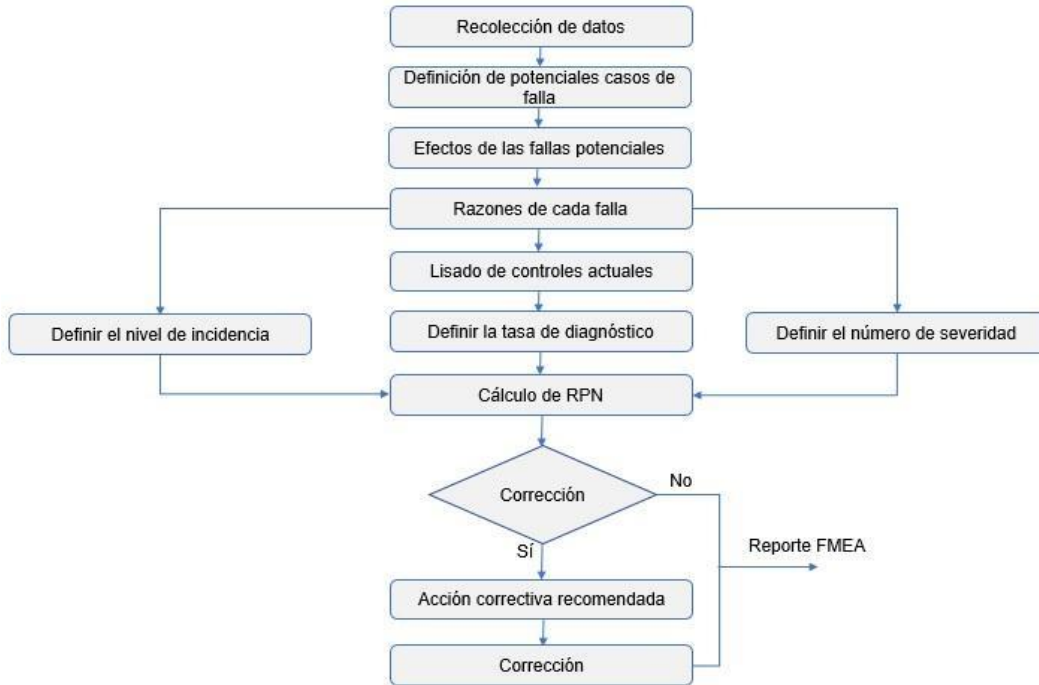 Recolección de datos
Definición de potenciales casos de
falla
Efectos de las fallas potenciales
Razones de cada falla
Lisado de controles actuales
Definir el nivel de incidencia
Definir la tasa de diagnóstico
Definir el número de severidad
Cálculo de RPN
Corrección
No
Sí
Reporte FMEA
Acción correctiva recomendada
Corrección